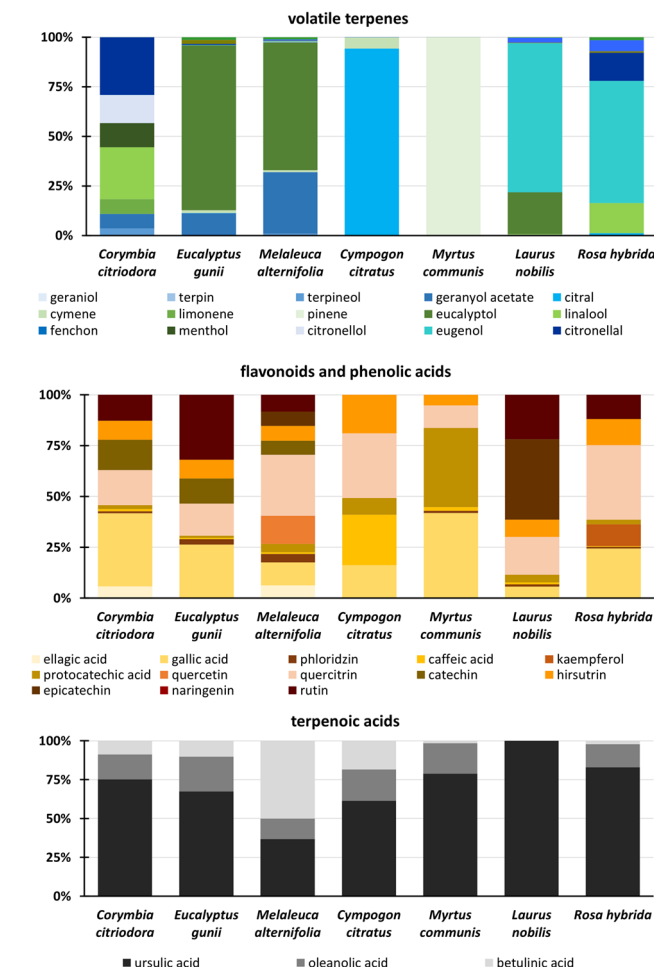 volatile terpenes
100%
75%
50%
25%
0%
Corymbia citriodora
Eucalyptus gunii
Melaleuca alternifolia
Cympogon citratus
Myrtus communis
Laurus nobilis
Rosa hybrida
geraniol terpin terpineol geranyol acetate citral
cymene limonene pinene eucalyptol linalool
fenchon menthol citronellol eugenol citronellal
flavonoids and phenolic acids
100%
75%
50%
25%
0%
Corymbia citriodora
Eucalyptus gunii
Melaleuca alternifolia
Cympogon citratus
Myrtus communis
Laurus nobilis
Rosa hybrida
ellagic acid gallic acid phloridzin caffeic acid kaempferol
protocatechic acid quercetin quercitrin catechin hirsutrin
epicatechin naringenin rutin
terpenoic acids
100%
75%
50%
25%
0%
Corymbia citriodora
Eucalyptus gunii
Melaleuca alternifolia
Cympogon citratus
Myrtus communis
Laurus nobilis
Rosa hybrida
ursulic acid oleanolic acid betulinic acid